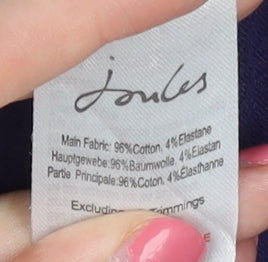 Joules
Main Fabric: 96%Cotton, 4%Elastane
Hauptgewebe:96%Baumwolle, 4%Elastan
Partie Principale:96%Coton, 4%Elasthanne
Excluding Trimmings